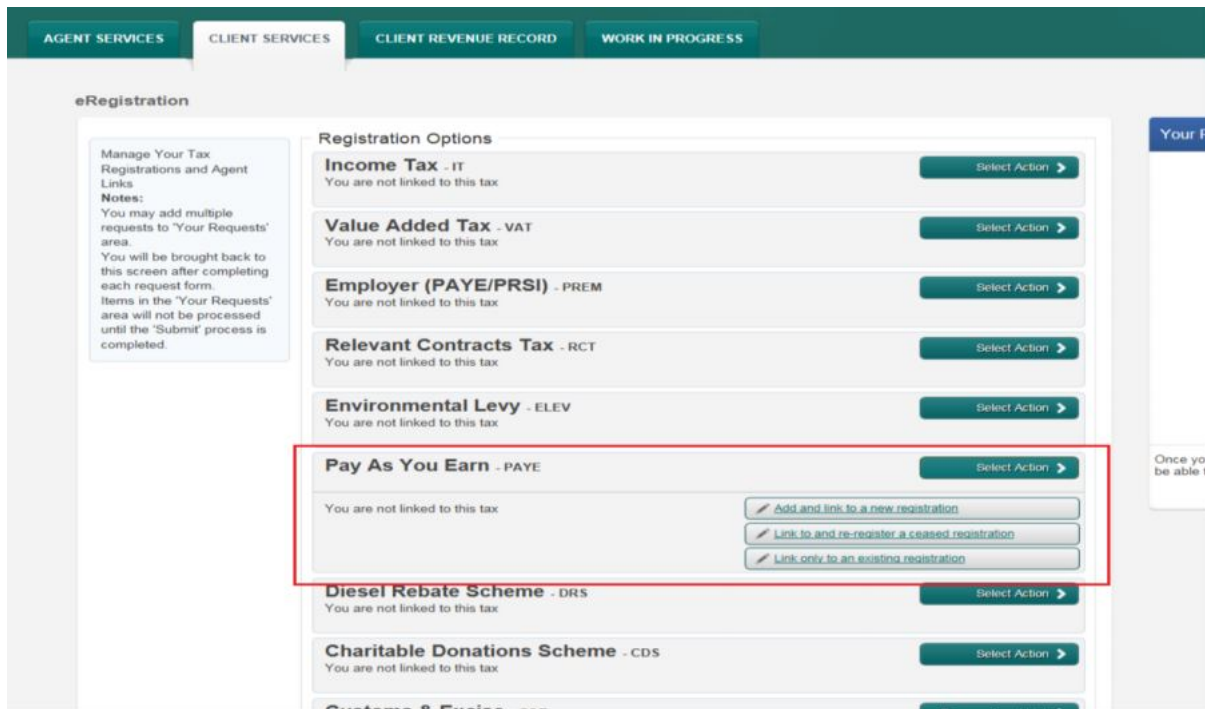 AGENT SERVICES
CLIENT SERVICES
CLIENT REVENUE RECORD
WORK IN PROGRESS
eRegistration
Manage Your Tax
Registrations and Agent
Links
Notes:
You may add multiple
requests to 'Your Requests'
area.
You will be brought back to
this screen after completing
each request form.
Items in the 'Your Requests'
area will not be processed
until the 'Submit' process is
completed.
Registration Options
Income Tax - IT
Select Action
You are not linked to this tax
Value Added Tax - VAT
Select Action
You are not linked to this tax
Employer (PAYE/PRSI) - PREM
Select Action
You are not linked to this tax
Relevant Contracts Tax - RCT
Select Action
You are not linked to this tax
Environmental Levy - ELEV
Select Action
You are not linked to this tax
Pay As You Earn - PAYE
Select Action
You are not linked to this tax
Add and link to a new registration
Link to and re-register a ceased registration
Link only to an existing registration
Diesel Rebate Scheme - DRS
Select Action
You are not linked to this tax
Charitable Donations Scheme - CDS
Select Action
You are not linked to this tax
Customs & Excise
Your
Once
be able